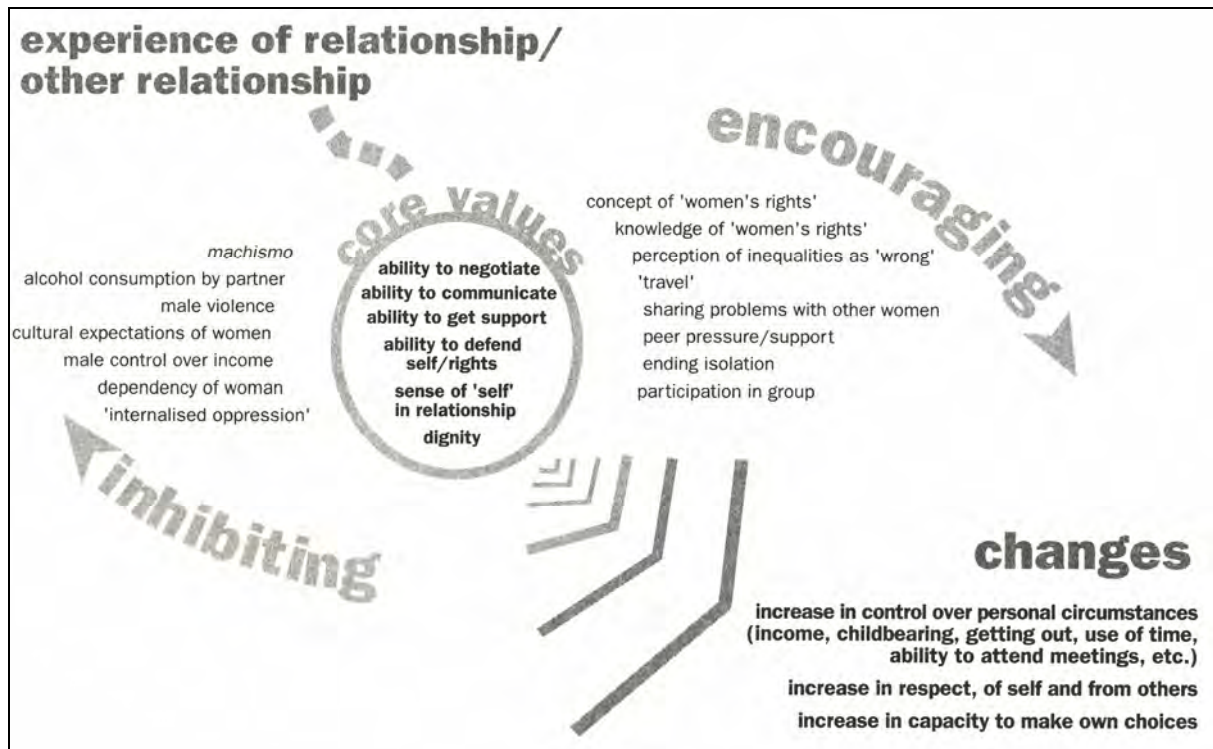 experience of relationship/
other relationship
core values
ability to negotiate
ability to communicate
ability to get support
ability to defend
self/rights
sense of 'self'
in relationship
dignity
inhibiting
machismo
alcohol consumption by partner
male violence
cultural expectations of women
male control over income
dependency of woman
'internalised oppression'
encouraging
concept of 'women's rights'
knowledge of 'women's rights'
perception of inequalities as 'wrong'
'travel'
sharing problems with other women
peer pressure/support
ending isolation
participation in group
changes
increase in control over personal circumstances
(income, childbearing, getting out, use of time,
ability to attend meetings, etc.)
increase in respect, of self and from others
increase in capacity to make own choices